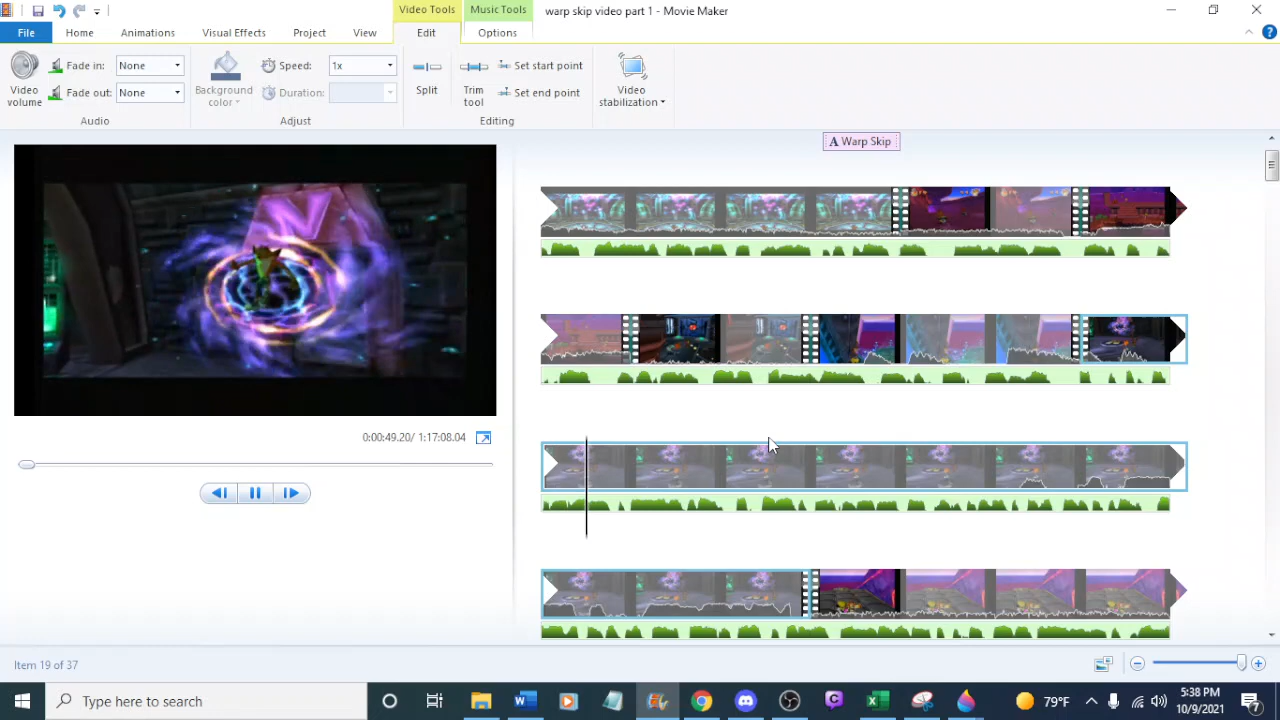 Video Tools
Music Tools
warp skip video part 1 - Movie Maker
File
Home
Animations
Visual Effects
Project
View
Edit
Options
Video volume
Fade in:
None
Fade out:
None
Audio
Background color
Speed:
1x
Duration:
Adjust
Split
Trim tool
Set start point
Set end point
Editing
Video stabilization
A Warp Skip
0:00:49.20/ 1:17:08.04
Item 19 of 37
Type here to search
79°F
5:38 PM
10/9/2021
7